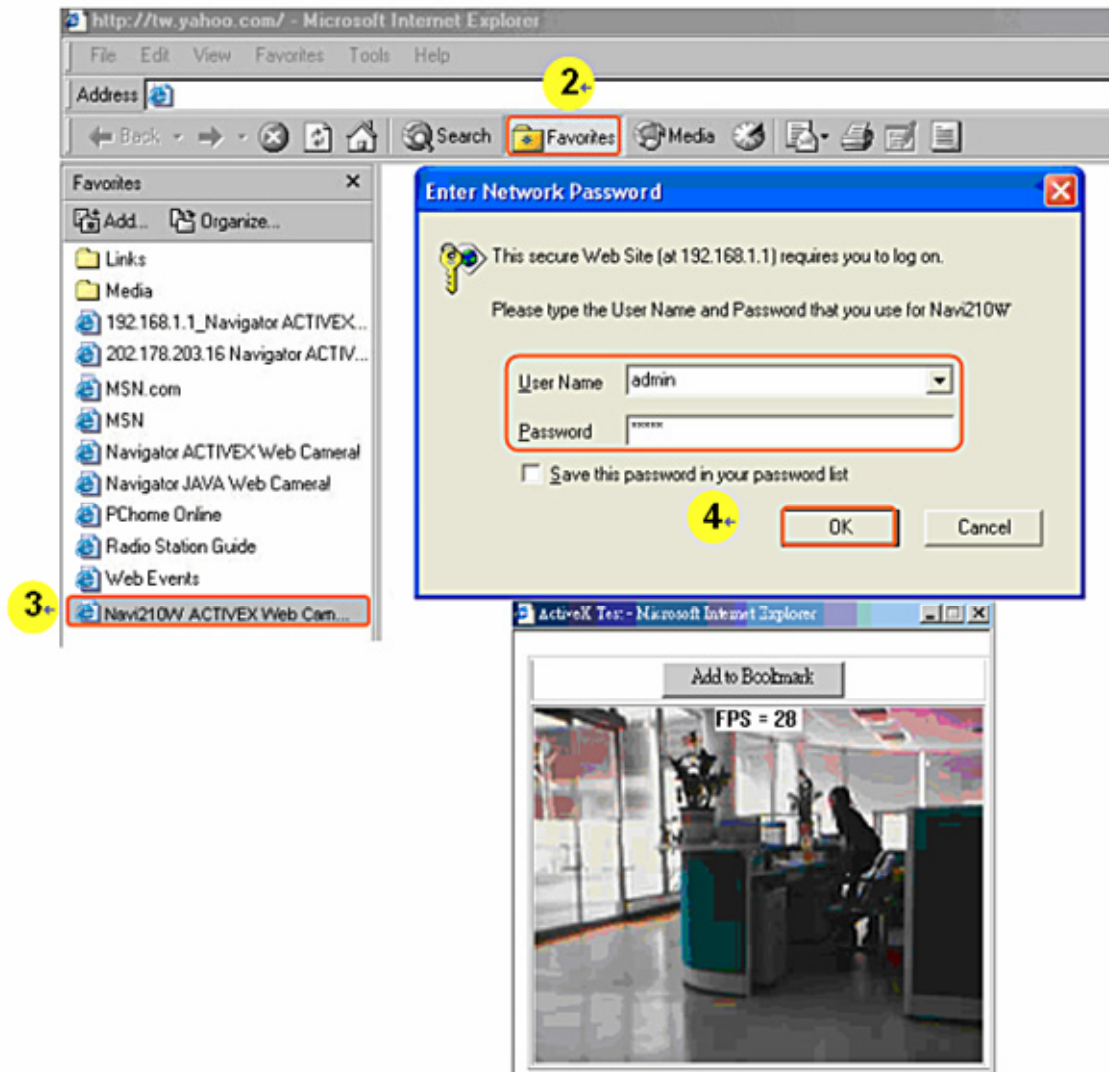 http://tw.yahoo.com/ - Microsoft Internet Explorer
File Edit View Favorites Tools Help
2
Address
Back Search Favorites Media
Favorites
Add... Organize...
Links
Media
192.168.1.1_Navigator ACTIVEX...
202.178.203.16 Navigator ACTIV...
MSN.com
MSN
Navigator ACTIVEX Web Camera!
Navigator JAVA Web Camera!
PChome Online
Radio Station Guide
Web Events
3
Navi210W ACTIVEX Web Cam...
Enter Network Password
This secure Web Site (at 192.168.1.1) requires you to log on.
Please type the User Name and Password that you use for Navi210W
User Name admin
Password *****
Save this password in your password list
4
OK Cancel
ActiveX Test - Microsoft Internet Explorer
Add to Bookmark
FPS = 28